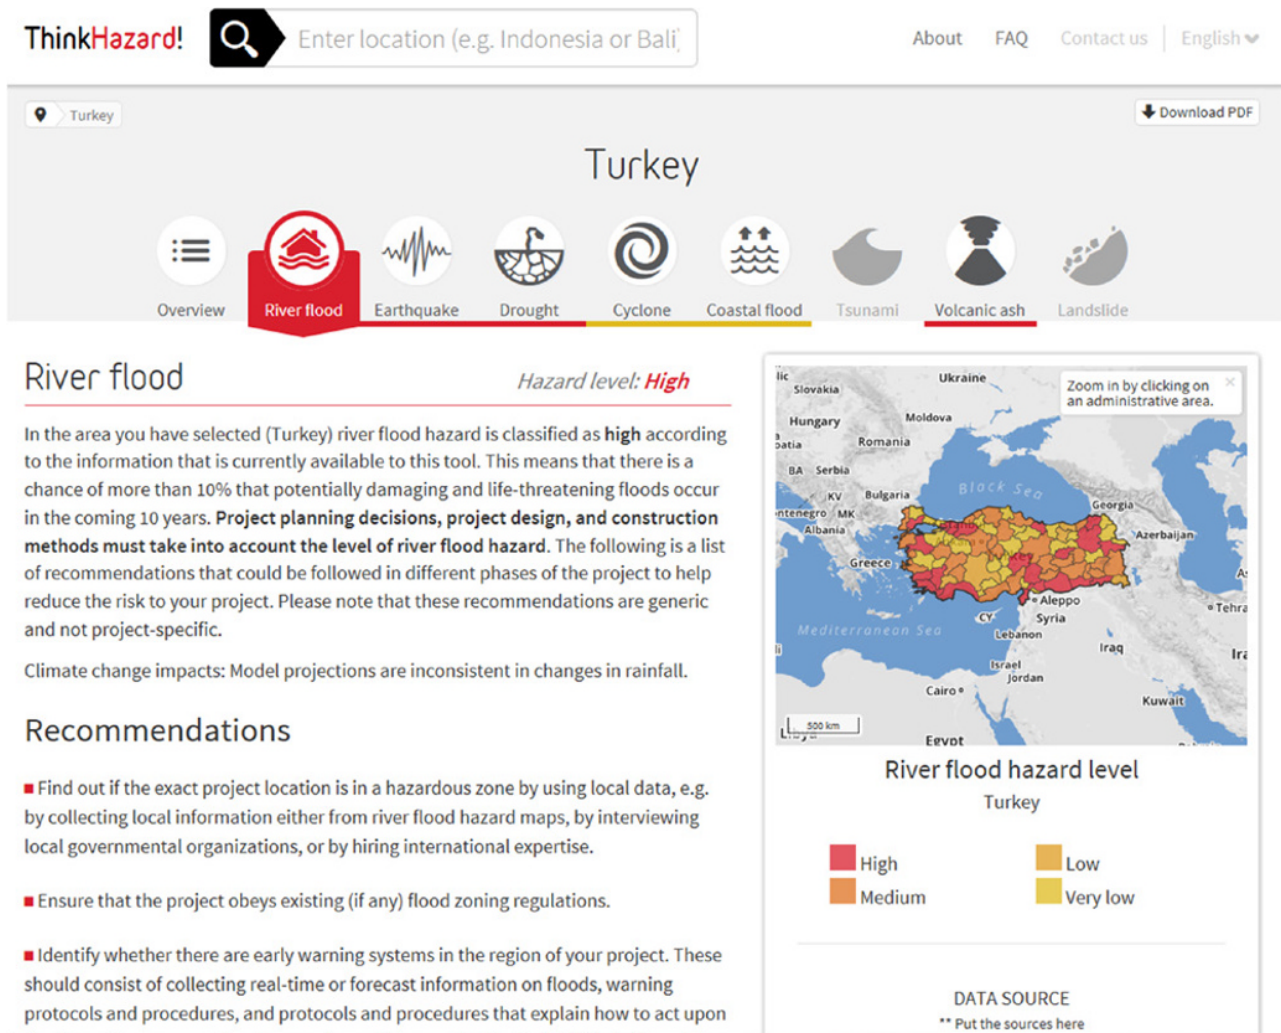 ThinkHazard!
Enter location (e.g. Indonesia or Bali)
About FAQ Contact us English
Turkey
Download PDF
Turkey
Overview River flood Earthquake Drought Cyclone Coastal flood Tsunami Volcanic ash Landslide
River flood
Hazard level: High
In the area you have selected (Turkey) river flood hazard is classified as high according
to the information that is currently available to this tool. This means that there is a
chance of more than 10% that potentially damaging and life-threatening floods occur
in the coming 10 years. Project planning decisions, project design, and construction
methods must take into account the level of river flood hazard. The following is a list
of recommendations that could be followed in different phases of the project to help
reduce the risk to your project. Please note that these recommendations are generic
and not project-specific.
Climate change impacts: Model projections are inconsistent in changes in rainfall.
Recommendations
Find out if the exact project location is in a hazardous zone by using local data, e.g.
by collecting local information either from river flood hazard maps, by interviewing
local governmental organizations, or by hiring international expertise.
Ensure that the project obeys existing (if any) flood zoning regulations.
Identify whether there are early warning systems in the region of your project. These
should consist of collecting real-time or forecast information on floods, warning
protocols and procedures, and protocols and procedures that explain how to act upon
Zoom in by clicking on
an administrative area.
lic
Slovakia
Ukraine
Hungary
Moldova
Romania
BA Serbia
KV Bulgaria
MK
Albania
Black Sea
Georgia
Azerbaijan
Greece
Aleppo
CY
Syria
Tehra
Mediterranean Sea
Lebanon
Iraq
Ira
Israel
Jordan
Cairo
Kuwait
500 km
Egypt
River flood hazard level
Turkey
High
Low
Medium
Very low
DATA SOURCE
** Put the sources here